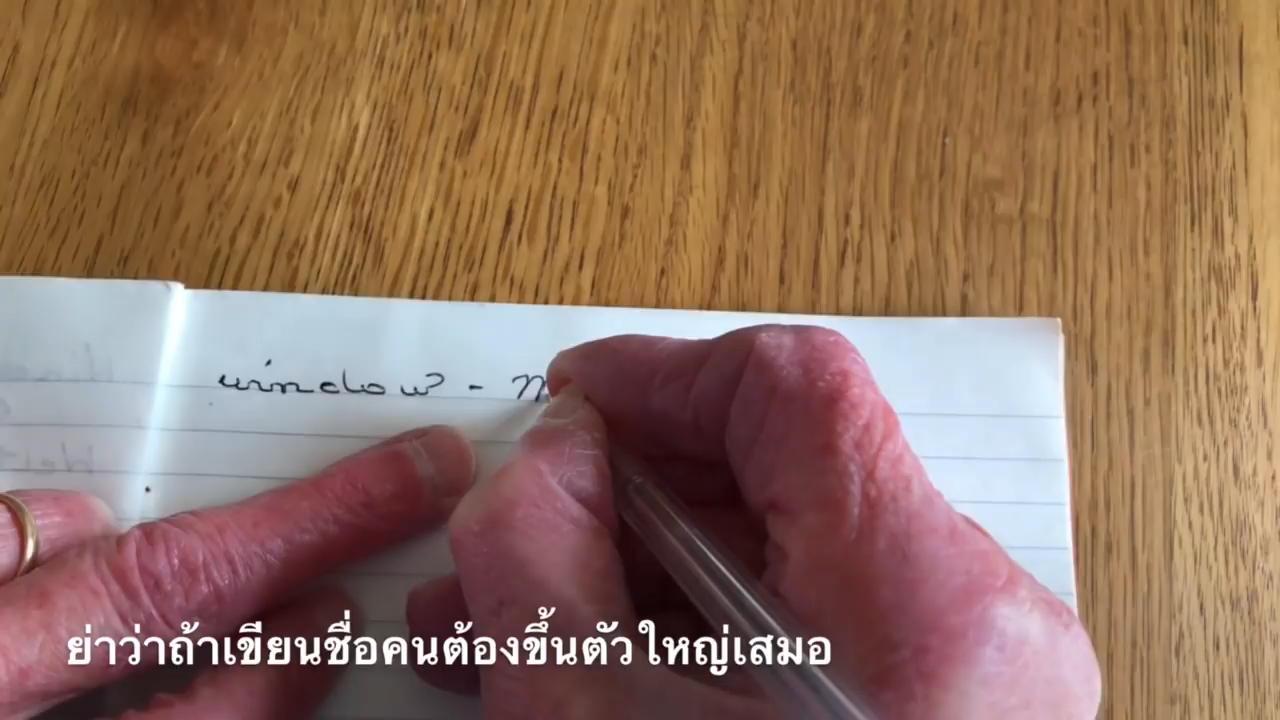 window -
ย่าว่าถ้าเขียนชื่อคนต้องขึ้นตัวใหญ่เสมอ